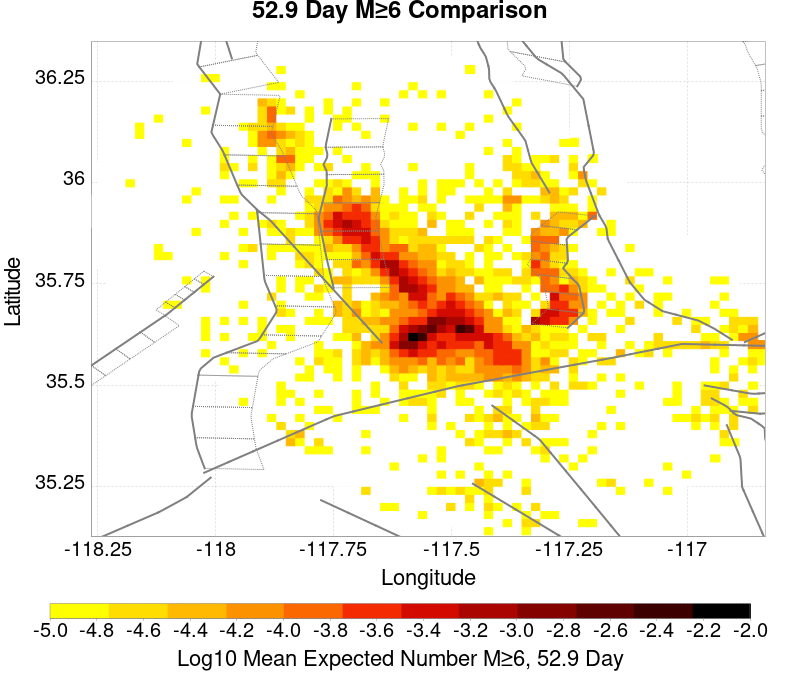 52.9 Day M≥6 Comparison
36.25
36
35.75
35.5
35.25
Latitude
-118.25 -118 -117.75 -117.5 -117.25 -117
Longitude
-5.0 -4.8 -4.6 -4.4 -4.2 -4.0 -3.8 -3.6 -3.4 -3.2 -3.0 -2.8 -2.6 -2.4 -2.2 -2.0
Log10 Mean Expected Number M≥6, 52.9 Day